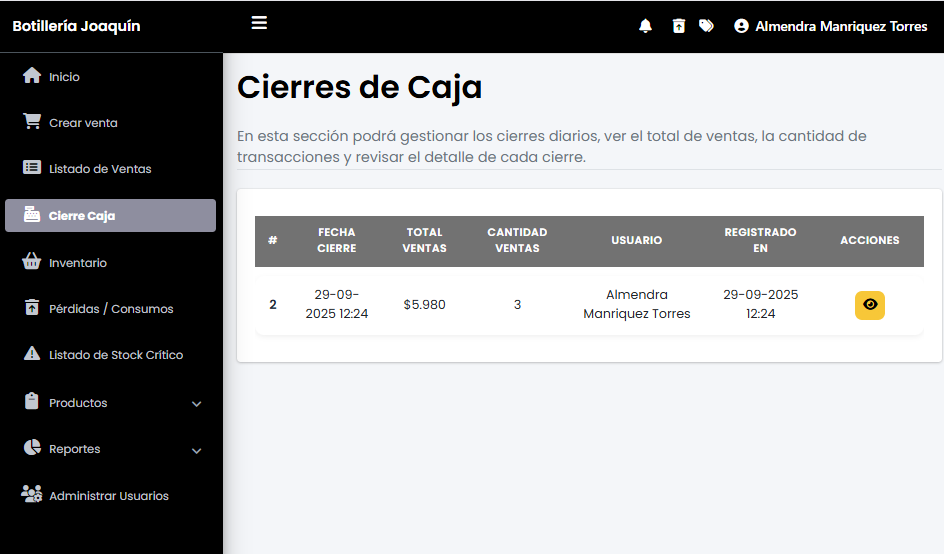 Botillería Joaquín
Almendra Manriquez Torres
Inicio
Crear venta
Listado de Ventas
Cierre Caja
Inventario
Pérdidas / Consumos
Listado de Stock Crítico
Productos
Reportes
Administrar Usuarios
Cierres de Caja
En esta sección podrá gestionar los cierres diarios, ver el total de ventas, la cantidad de
transacciones y revisar el detalle de cada cierre.
# FECHA CIERRE TOTAL VENTAS CANTIDAD VENTAS USUARIO REGISTRADO EN ACCIONES
2 29-09-2025 12:24 $5.980 3 Almendra Manriquez Torres 29-09-2025 12:24